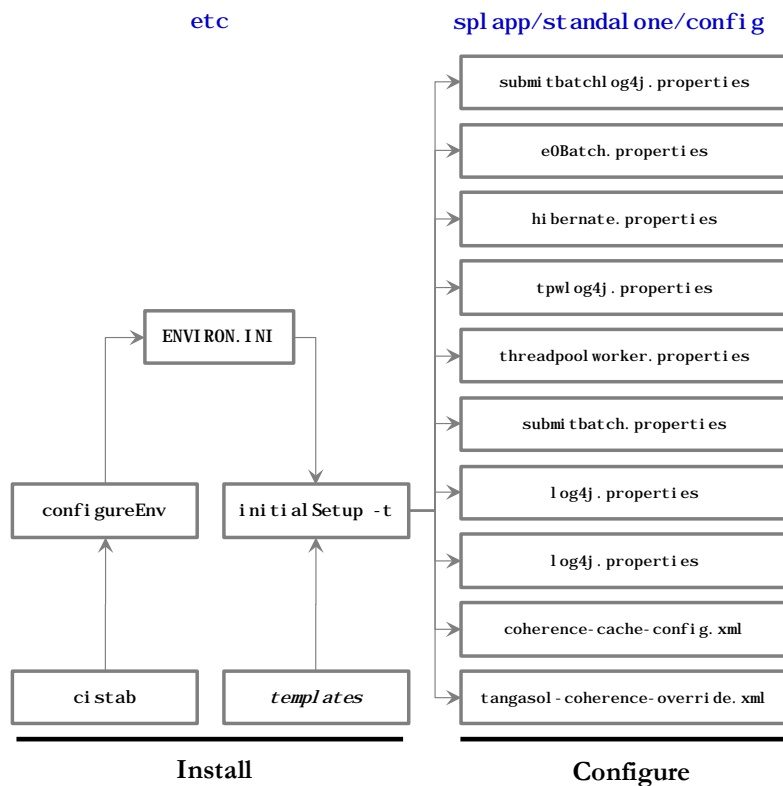 etc
splapp/standalone/config
submitbatchlog4j.properties
e0Batch.properties
hibernate.properties
tpwlog4j.properties
ENVIRON.INI
threadpoolworker.properties
submitbatch.properties
configureEnv
initialSetup -t
log4j.properties
log4j.properties
coherence-cache-config.xml
cistab
templates
tangasol-coherence-override.xml
Install
Configure